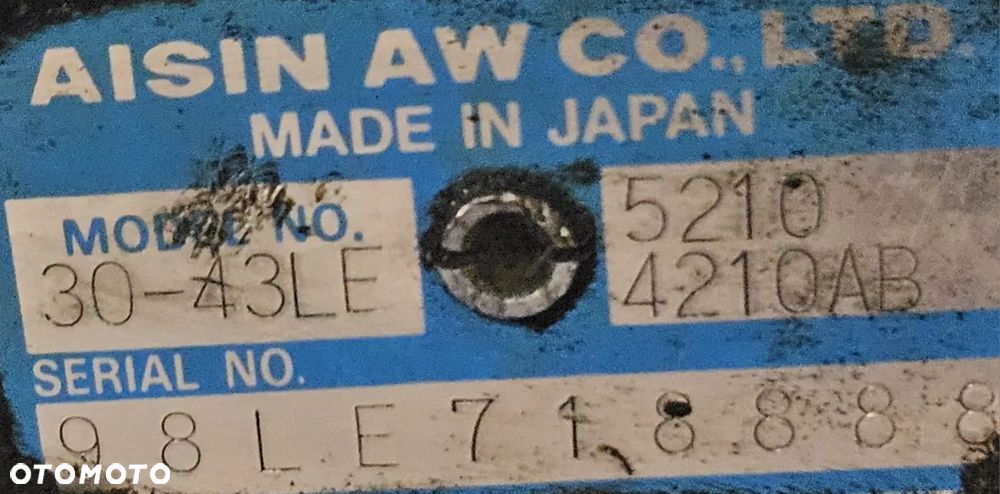 AISIN AW CO., LTD.
MADE IN JAPAN
MODEL NO.
30-43LE
5210
4210AB
SERIAL NO.
98LE718888
OTOMOTO